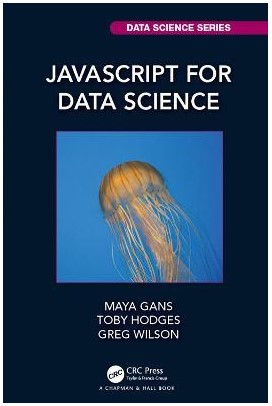 DATA SCIENCE SERIES
JAVASCRIPT FOR
DATA SCIENCE
MAYA GANS
TOBY HODGES
GREG WILSON
CRC
CRC Press
Taylor & Francis Group
A CHAPMAN & HALL BOOK